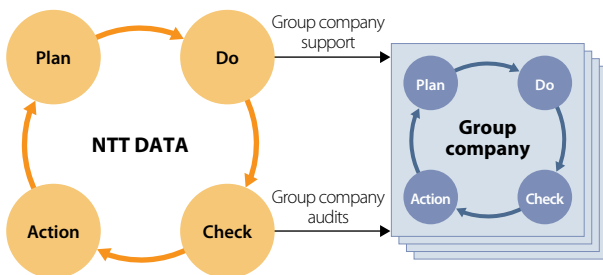 Group company
support
Plan
Do
Plan
Do
NTT DATA
Group
company
Group company
audits
Action
Check
Action
Check